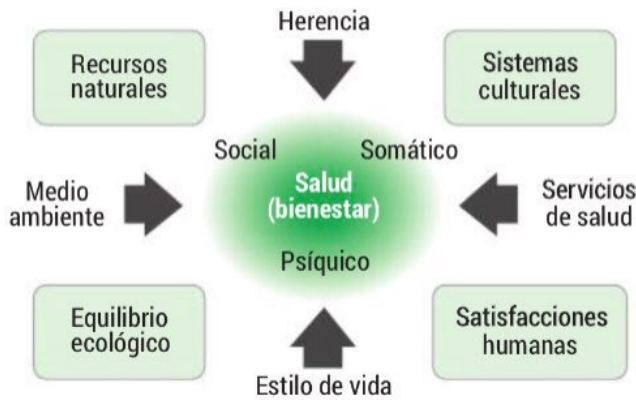 Herencia
Recursos
naturales
Sistemas
culturales
Social
Somático
Salud
(bienestar)
Medio
ambiente
Servicios
de salud
Psíquico
Equilibrio
ecológico
Satisfacciones
humanas
Estilo de vida